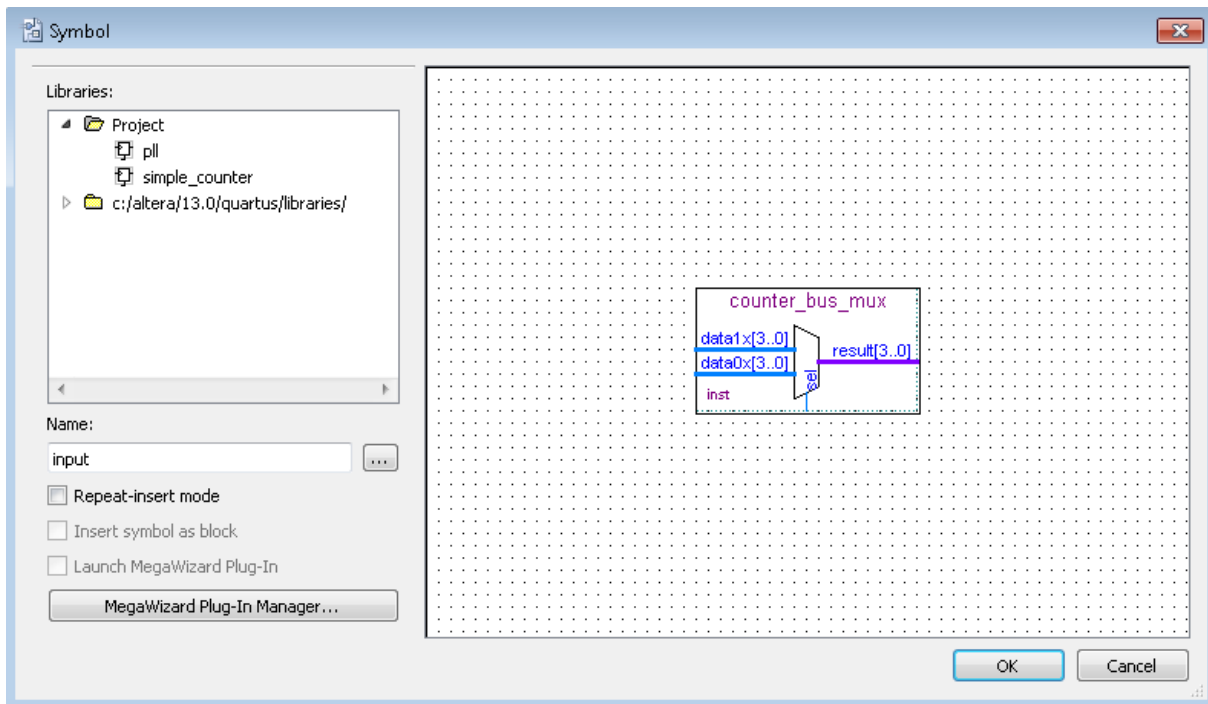 Symbol
Libraries:
Project
pll
simple_counter
c:/altera/13.0/quartus/libraries/
Name:
input
...
Repeat-insert mode
Insert symbol as block
Launch MegaWizard Plug-In
MegaWizard Plug-In Manager...
counter_bus_mux
data1x[3..0]
result[3..0]
data0x[3..0]
sel
inst
OK
Cancel